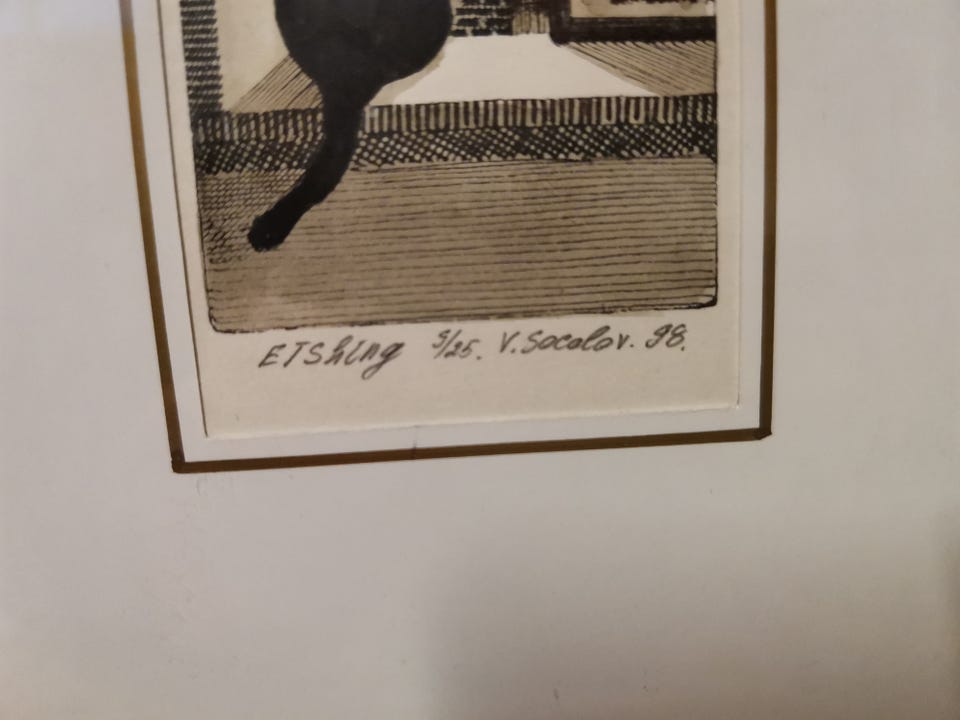 ETShing 5/25. V. Socolov. 98.